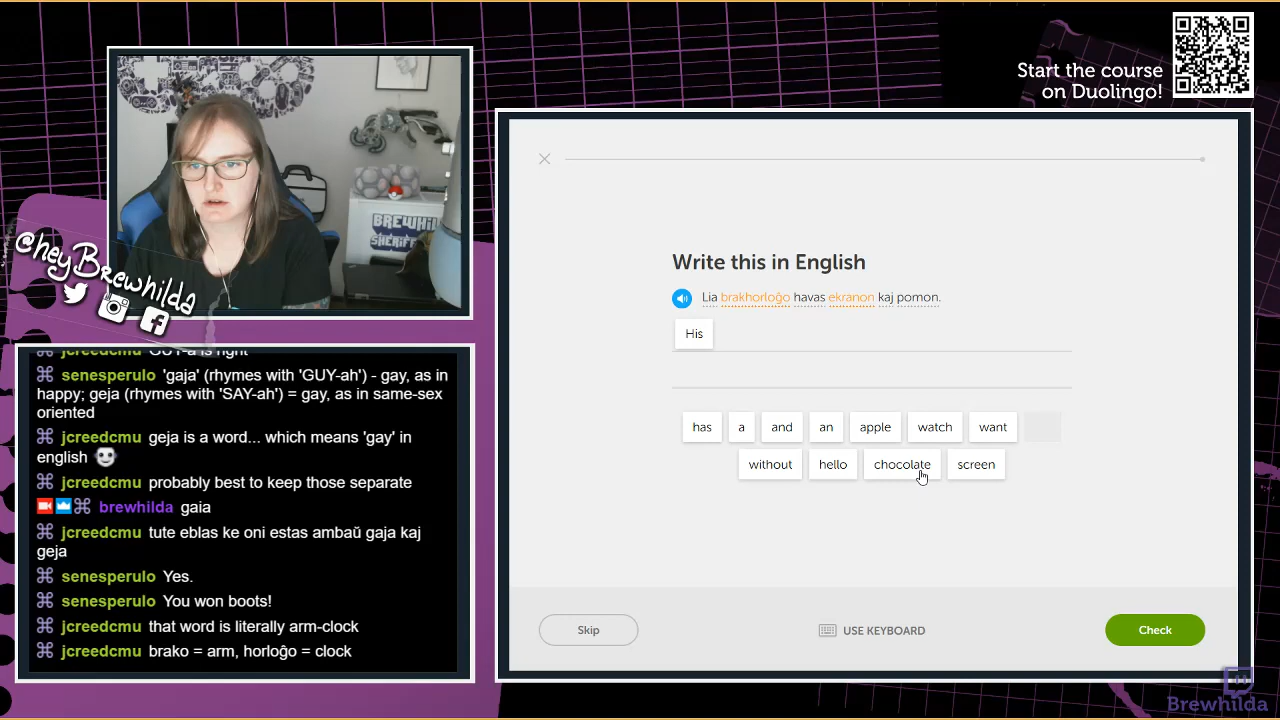 Start the course
on Duolingo!
@heyBrewhilda
BREWHIL
SHERIFF
GUY-a is right
senesperulo 'gaja' (rhymes with 'GUY-ah') - gay, as in
happy; geja (rhymes with 'SAY-ah') = gay, as in same-sex
oriented
jcreedcmu geja is a word... which means 'gay' in
english
jcreedcmu probably best to keep those separate
brewhilda gaia
jcreedcmu tute eblas ke oni estas ambaŭ gaja kaj
geja
senesperulo Yes.
senesperulo You won boots!
jcreedcmu that word is literally arm-clock
jcreedcmu brako = arm, horloĝo = clock
Write this in English
Lia brakhorloĝo havas ekranon kaj pomon.
His
has a and an apple watch want
without hello chocolate screen
Skip
USE KEYBOARD
Check
Brewhilda